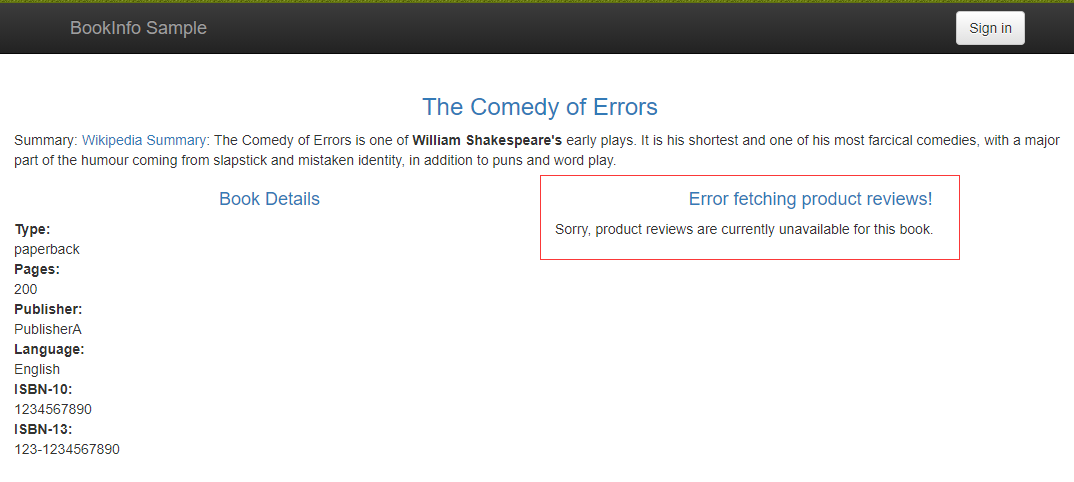 BookInfo Sample
Sign in
The Comedy of Errors
Summary: Wikipedia Summary: The Comedy of Errors is one of William Shakespeare's early plays. It is his shortest and one of his most farcical comedies, with a major
part of the humour coming from slapstick and mistaken identity, in addition to puns and word play.
Book Details
Type:
paperback
Pages:
200
Publisher:
PublisherA
Language:
English
ISBN-10:
1234567890
ISBN-13:
123-1234567890
Error fetching product reviews!
Sorry, product reviews are currently unavailable for this book.